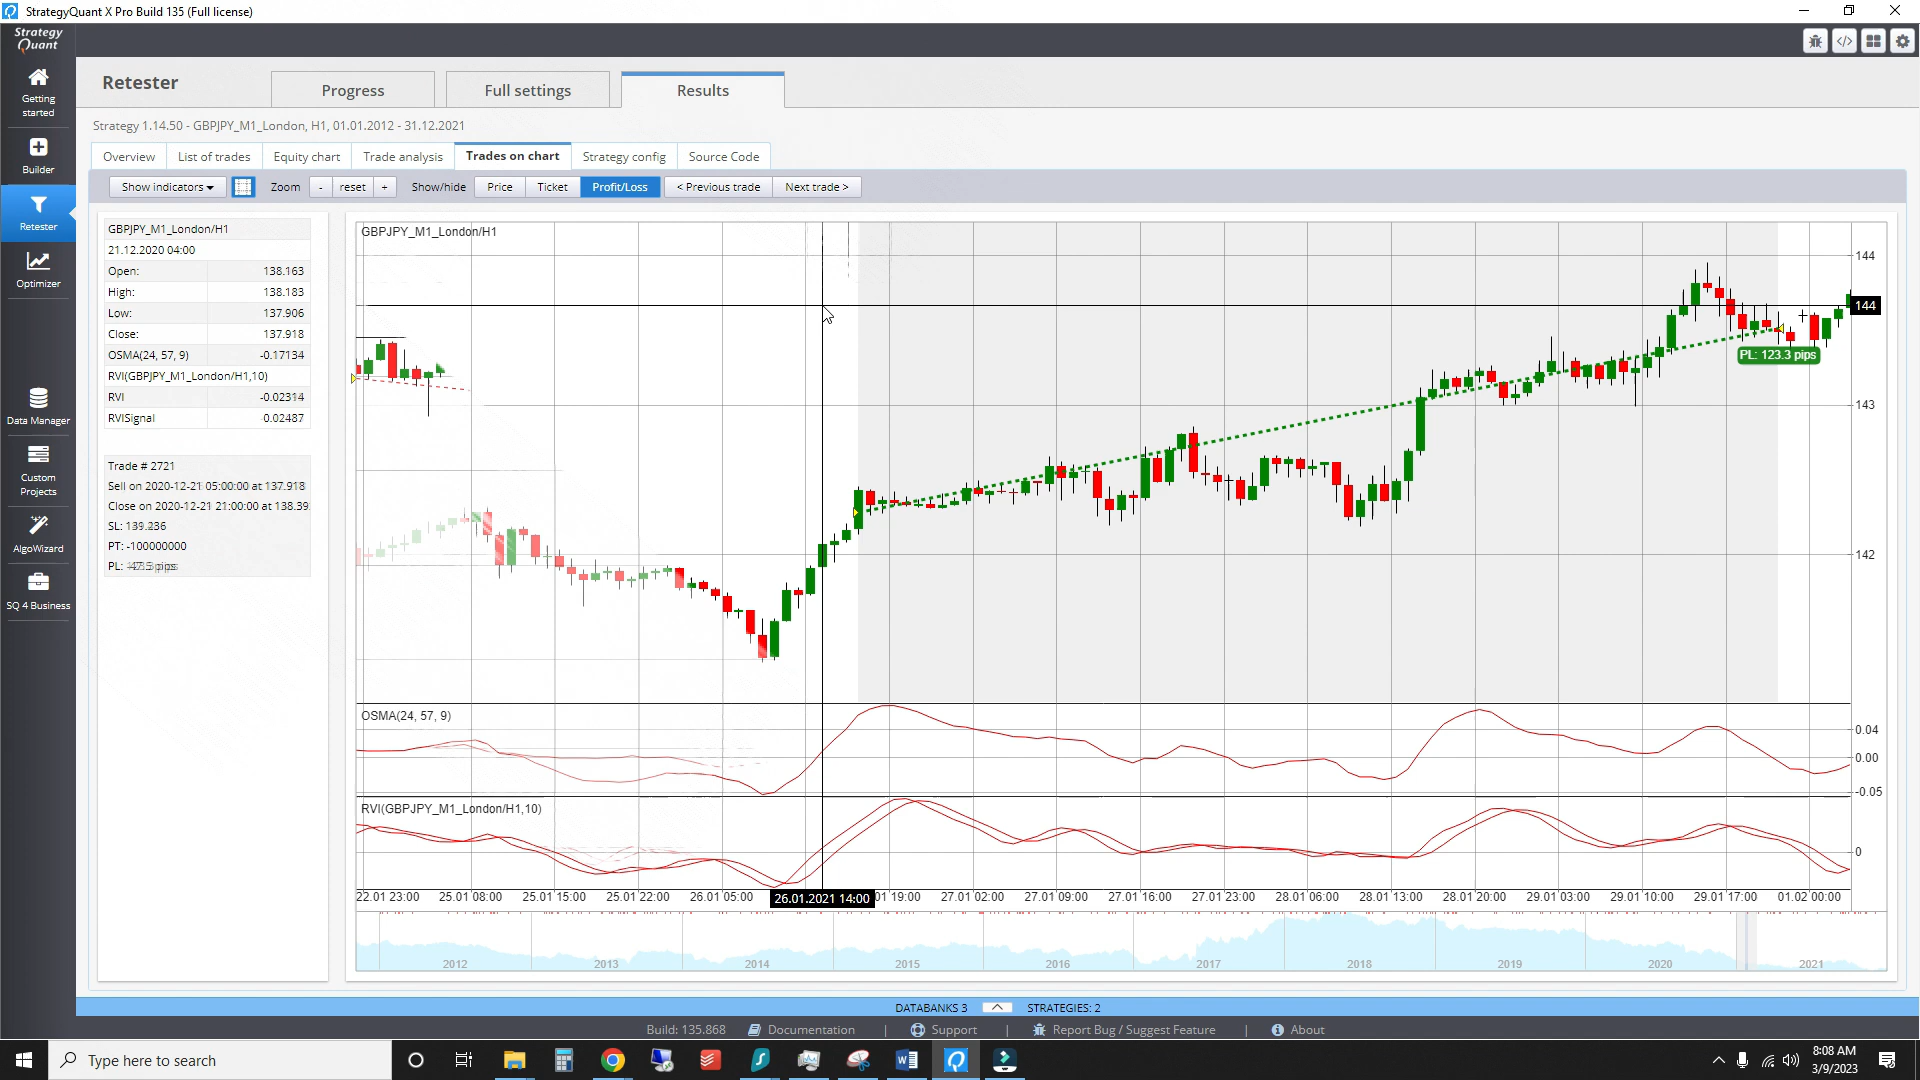 StrategyQuant X Pro Build 135 (Full license)
Strategy
Quant
Getting
started
Builder
Retester
Optimizer
Data Manager
Custom
Projects
AlgoWizard
SQ 4 Business
Retester
Progress
Full settings
Results
Strategy 1.14.50 - GBPJPY_M1_London, H1, 01.01.2012 - 31.12.2021
Overview
List of trades
Equity chart
Trade analysis
Trades on chart
Strategy config
Source Code
Show indicators
Zoom
-
reset
+
Show/hide
Price
Ticket
Profit/Loss
< Previous trade
Next trade >
GBPJPY_M1_London/H1
21.12.2020 04:00
Open: 138.163
High: 138.183
Low: 137.906
Close: 137.918
OSMA(24, 57, 9) -0.17134
RVI(GBPJPY_M1_London/H1,10)
RVI -0.02314
RVISignal 0.02487
Trade # 2721
Sell on 2020-12-21 05:00:00 at 137.918
Close on 2020-12-21 21:00:00 at 138.39
SL: 139.236
PT: -100000000
PL: pips
GBPJPY_M1_London/H1
144
144
PL: 123.3 pips
143
142
OSMA(24, 57, 9)
0.04
0.00
-0.05
RVI(GBPJPY_M1_London/H1,10)
0
22.01 23:00
25.01 08:00
25.01 15:00
25.01 22:00
26.01 05:00
26.01.2021 14:00
01 19:00
27.01 02:00
27.01 09:00
27.01 16:00
27.01 23:00
28.01 06:00
28.01 13:00
28.01 20:00
29.01 03:00
29.01 10:00
29.01 17:00
01.02 00:00
2012
2013
2014
2015
2016
2017
2018
2019
2020
2021
DATABANKS 3
STRATEGIES: 2
Build: 135.868
Documentation
|
Support
|
Report Bug / Suggest Feature
|
About
Type here to search
8:08 AM
3/9/2023